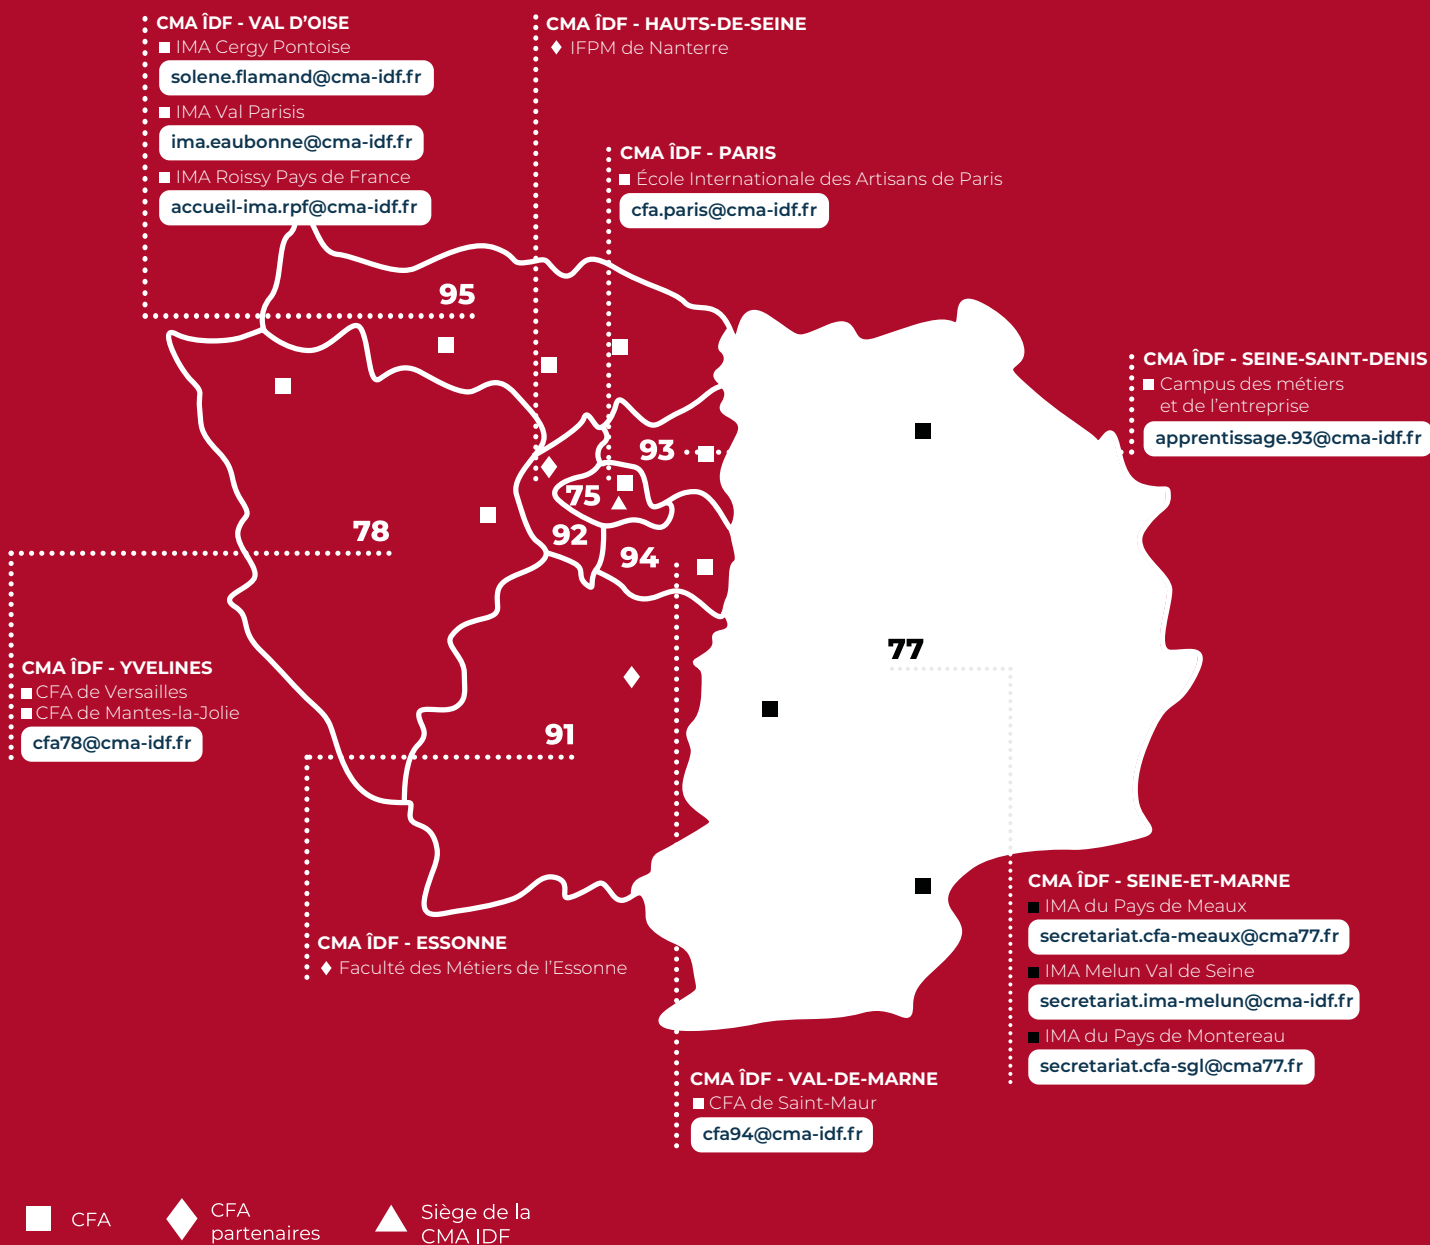 CMA ÎDF - VAL D’OISE
IMA Cergy Pontoise
solene.flamand@cma-idf.fr
IMA Val Parisis
ima.eaubonne@cma-idf.fr
IMA Roissy Pays de France
accueil-ima.rpf@cma-idf.fr
CMA ÎDF - HAUTS-DE-SEINE
IFPM de Nanterre
CMA ÎDF - PARIS
École Internationale des Artisans de Paris
cfa.paris@cma-idf.fr
95
CMA ÎDF - SEINE-SAINT-DENIS
Campus des métiers
et de l’entreprise
apprentissage.93@cma-idf.fr
93
75
78
92
94
77
CMA ÎDF - YVELINES
CFA de Versailles
CFA de Mantes-la-Jolie
cfa78@cma-idf.fr
91
CMA ÎDF - SEINE-ET-MARNE
IMA du Pays de Meaux
secretariat.cfa-meaux@cma77.fr
IMA Melun Val de Seine
secretariat.ima-melun@cma-idf.fr
IMA du Pays de Montereau
secretariat.cfa-sgl@cma77.fr
CMA ÎDF - ESSONNE
Faculté des Métiers de l’Essonne
CMA ÎDF - VAL-DE-MARNE
CFA de Saint-Maur
cfa94@cma-idf.fr
CFA
CFA
partenaires
Siège de la
CMA IDF